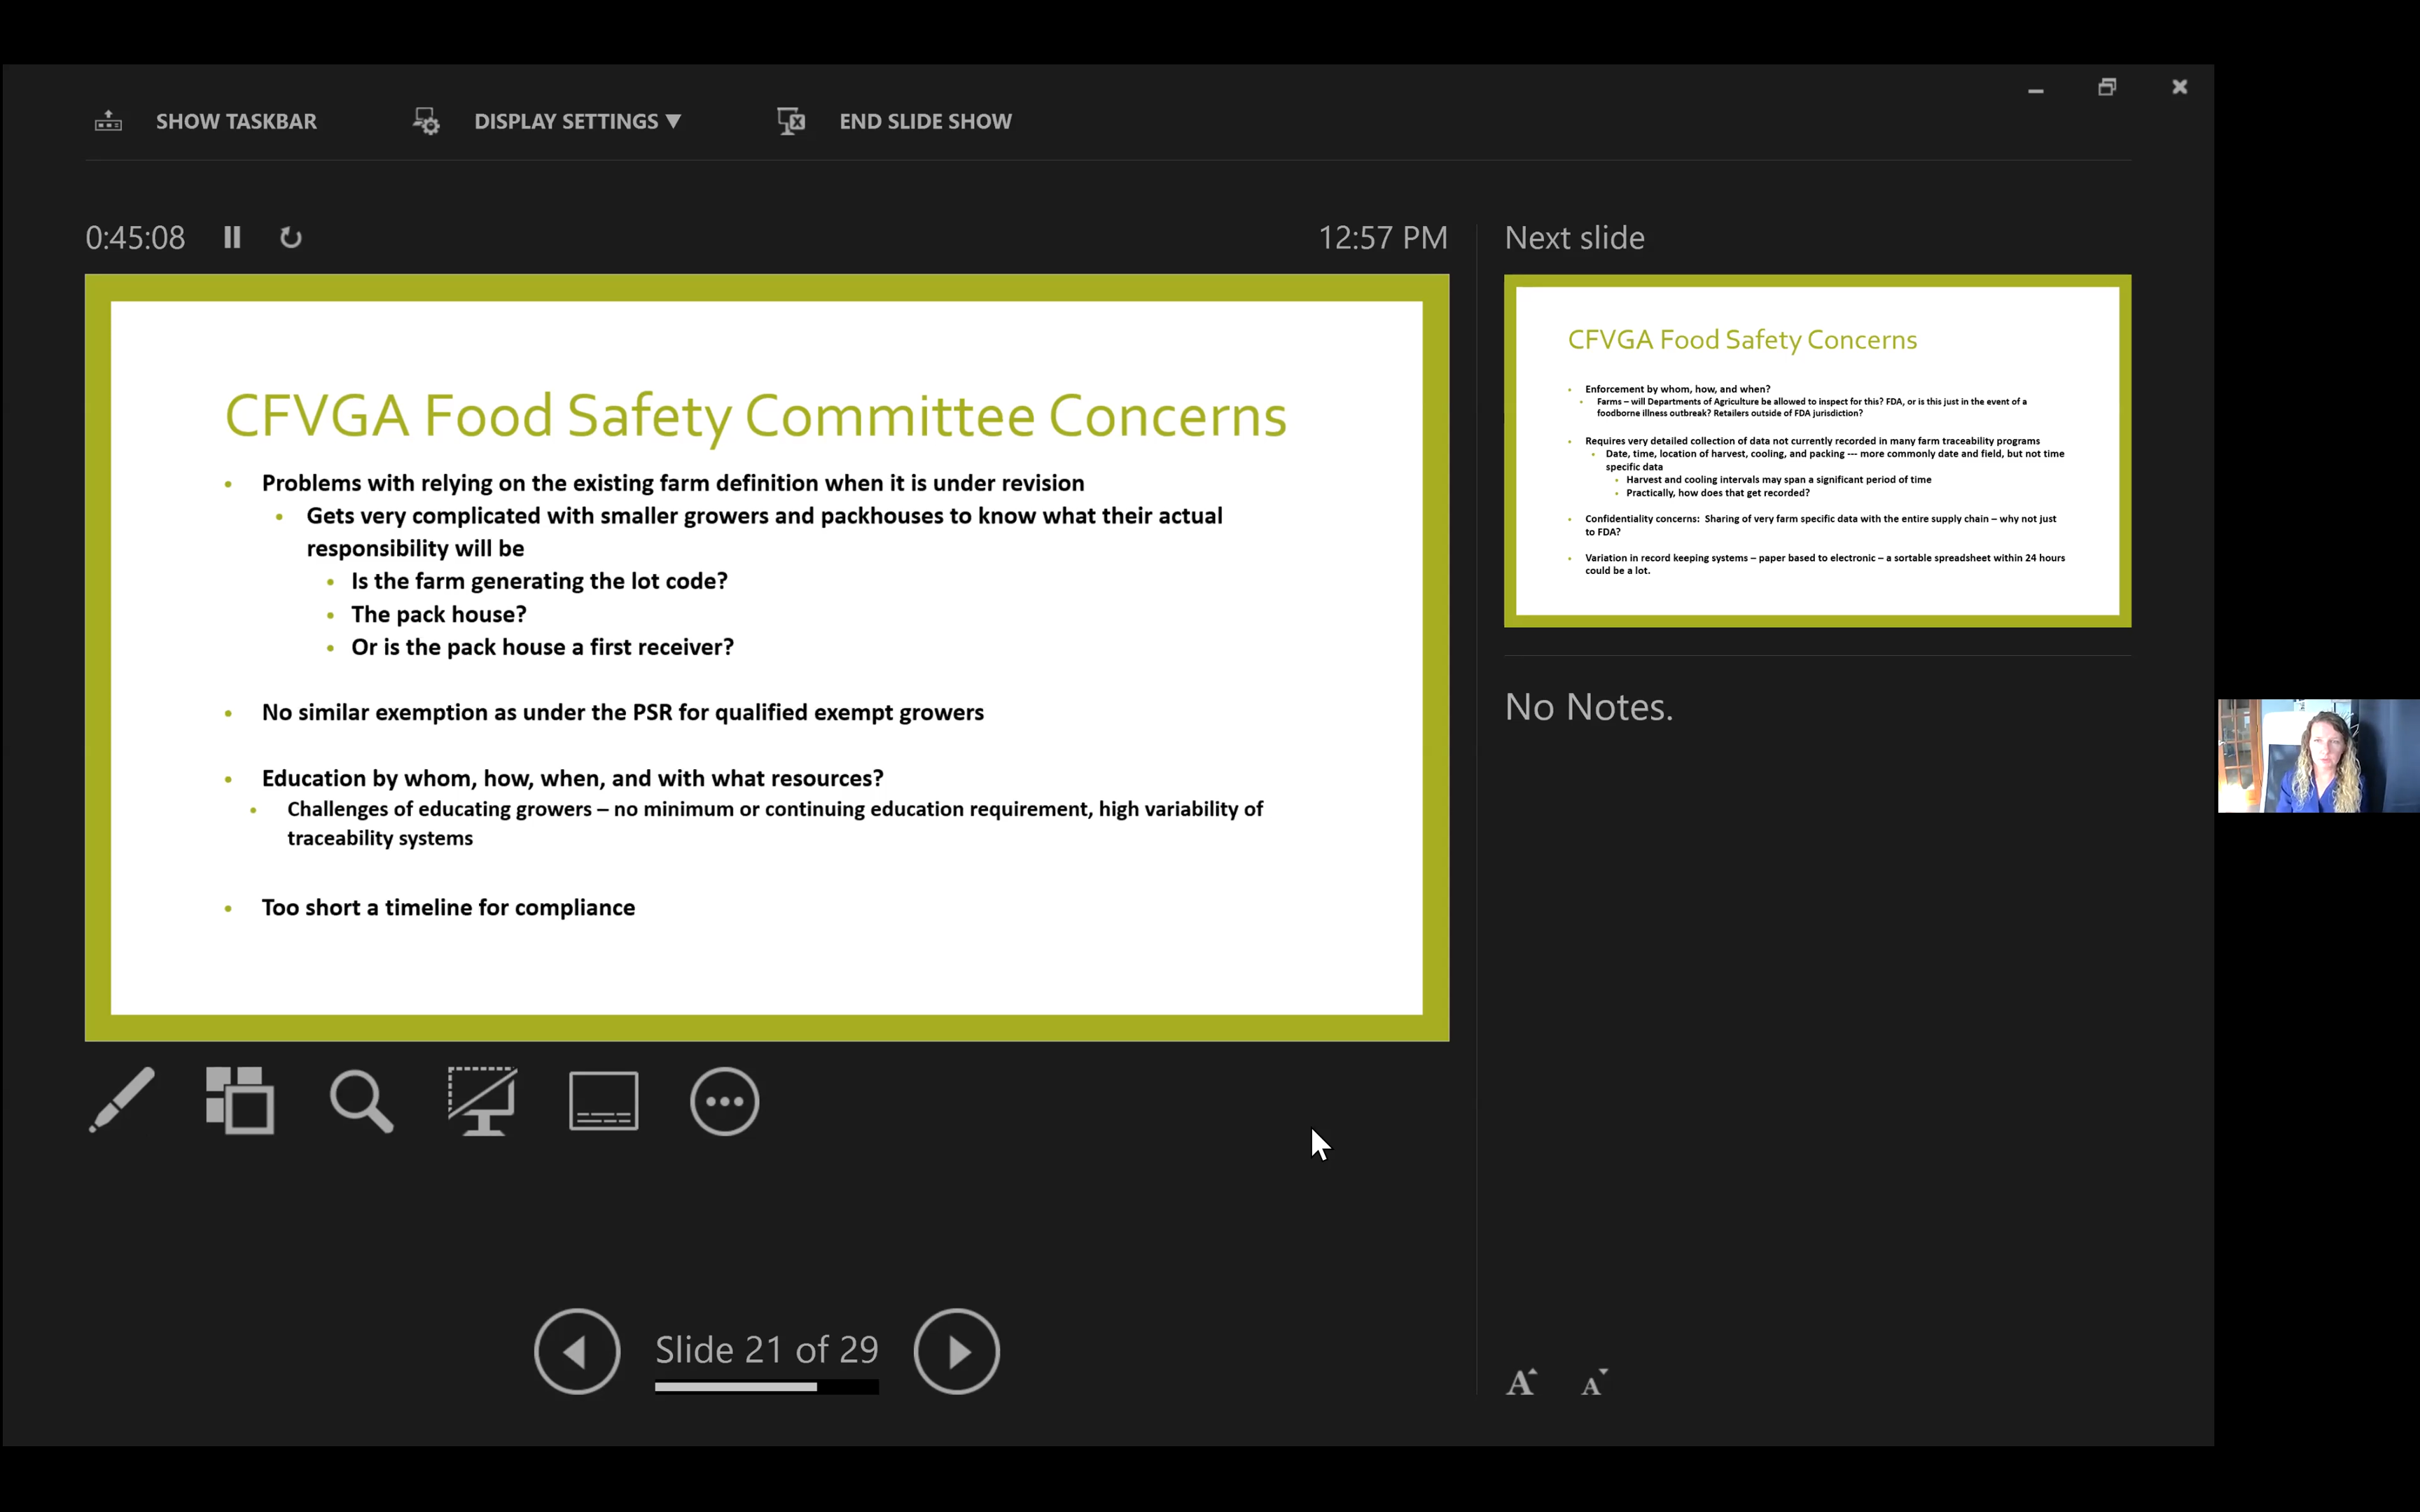 SHOW TASKBAR
DISPLAY SETTINGS ▼
END SLIDE SHOW
0:45:08
12:57 PM
CFVGA Food Safety Committee Concerns
• Problems with relying on the existing farm definition when it is under revision
• Gets very complicated with smaller growers and packhouses to know what their actual
responsibility will be
• Is the farm generating the lot code?
• The pack house?
• Or is the pack house a first receiver?
• No similar exemption as under the PSR for qualified exempt growers
• Education by whom, how, when, and with what resources?
• Challenges of educating growers – no minimum or continuing education requirement, high variability of
traceability systems
• Too short a timeline for compliance
Slide 21 of 29
Next slide
CFVGA Food Safety Concerns
• Enforcement by whom, how, and when?
• Farms – will Departments of Agriculture be allowed to inspect for this? FDA, or is this just in the event of a
foodborne illness outbreak? Retailers outside of FDA jurisdiction?
• Requires very detailed collection of data not currently recorded in many farm traceability programs
• Date, time, location of harvest, cooling, and packing --- more commonly date and field, but not time
specific data
• Harvest and cooling intervals may span a significant period of time
• Practically, how does that get recorded?
• Confidentiality concerns: Sharing of very farm specific data with the entire supply chain – why not just
to FDA?
• Variation in record keeping systems – paper based to electronic – a sortable spreadsheet within 24 hours
could be a lot.
No Notes.
A A